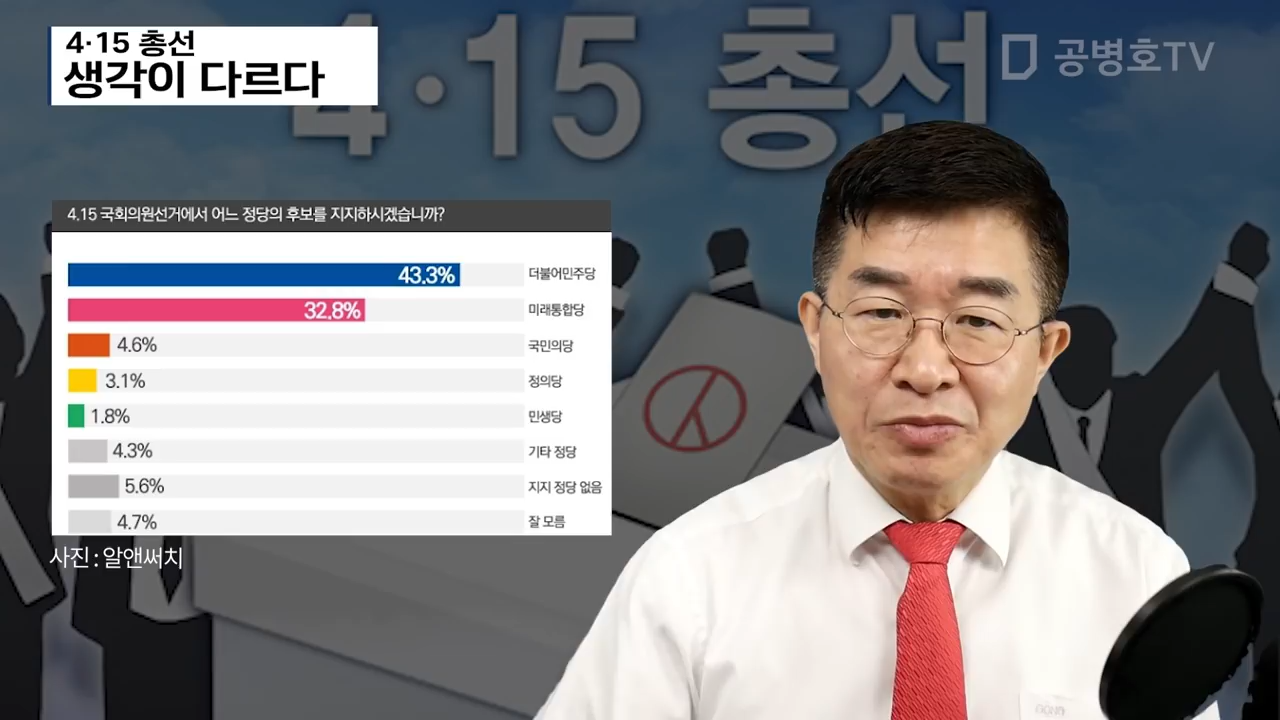 4·15 총선
생각이 다르다
4·15 총선
공병호TV
4.15 국회의원선거에서 어느 정당의 후보를 지지하시겠습니까?
43.3% 더불어민주당
32.8% 미래통합당
4.6% 국민의당
3.1% 정의당
1.8% 민생당
4.3% 기타 정당
5.6% 지지 정당 없음
4.7% 잘 모름
사진 : 알앤써치